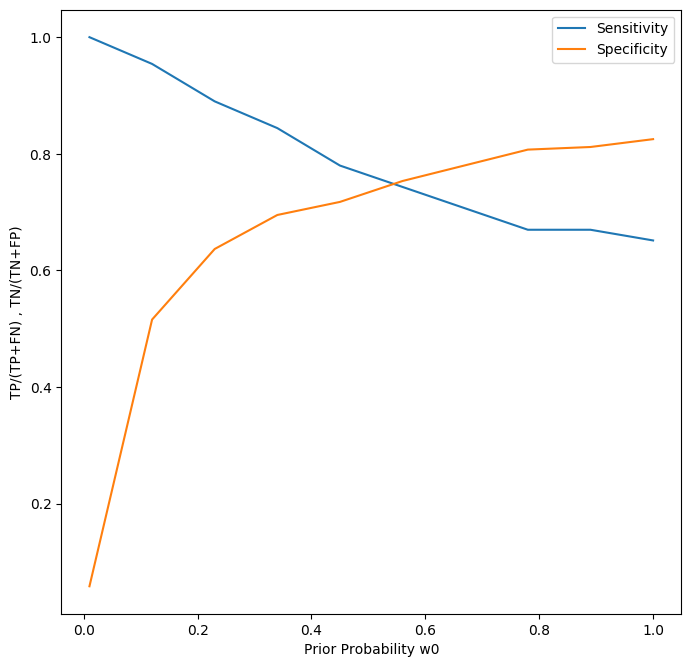 Sensitivity
Specificity
1.0
0.8
0.6
0.4
0.2
TP/(TP+FN) , TN/(TN+FP)
0.0 0.2 0.4 0.6 0.8 1.0
Prior Probability w0